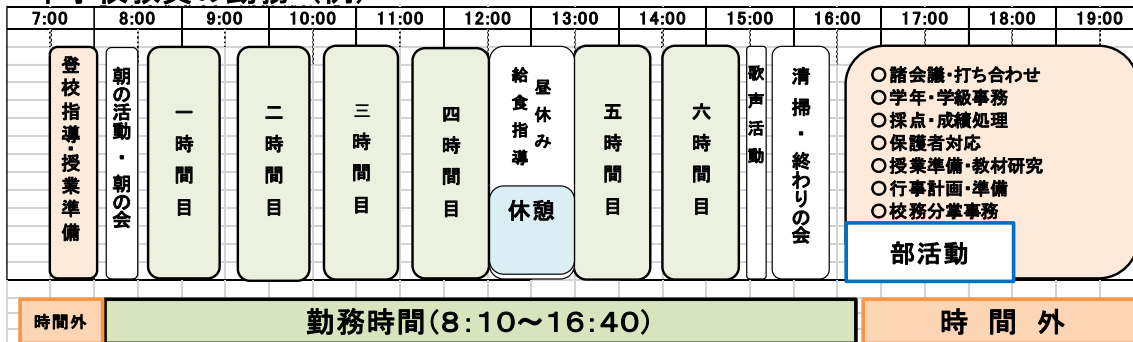 7:00 8:00 9:00 10:00 11:00 12:00 13:00 14:00 15:00 16:00 17:00 18:00 19:00
登校指導・授業準備
朝の活動・朝の会
一時間目
二時間目
三時間目
四時間目
昼休み
給食指導
休憩
五時間目
六時間目
歌声活動
清掃・終わりの会
○諸会議・打ち合わせ
○学年・学級事務
○採点・成績処理
○保護者対応
○授業準備・教材研究
○行事計画・準備
○校務分掌事務
部活動
時間外
勤務時間(8:10～16:40)
時間外